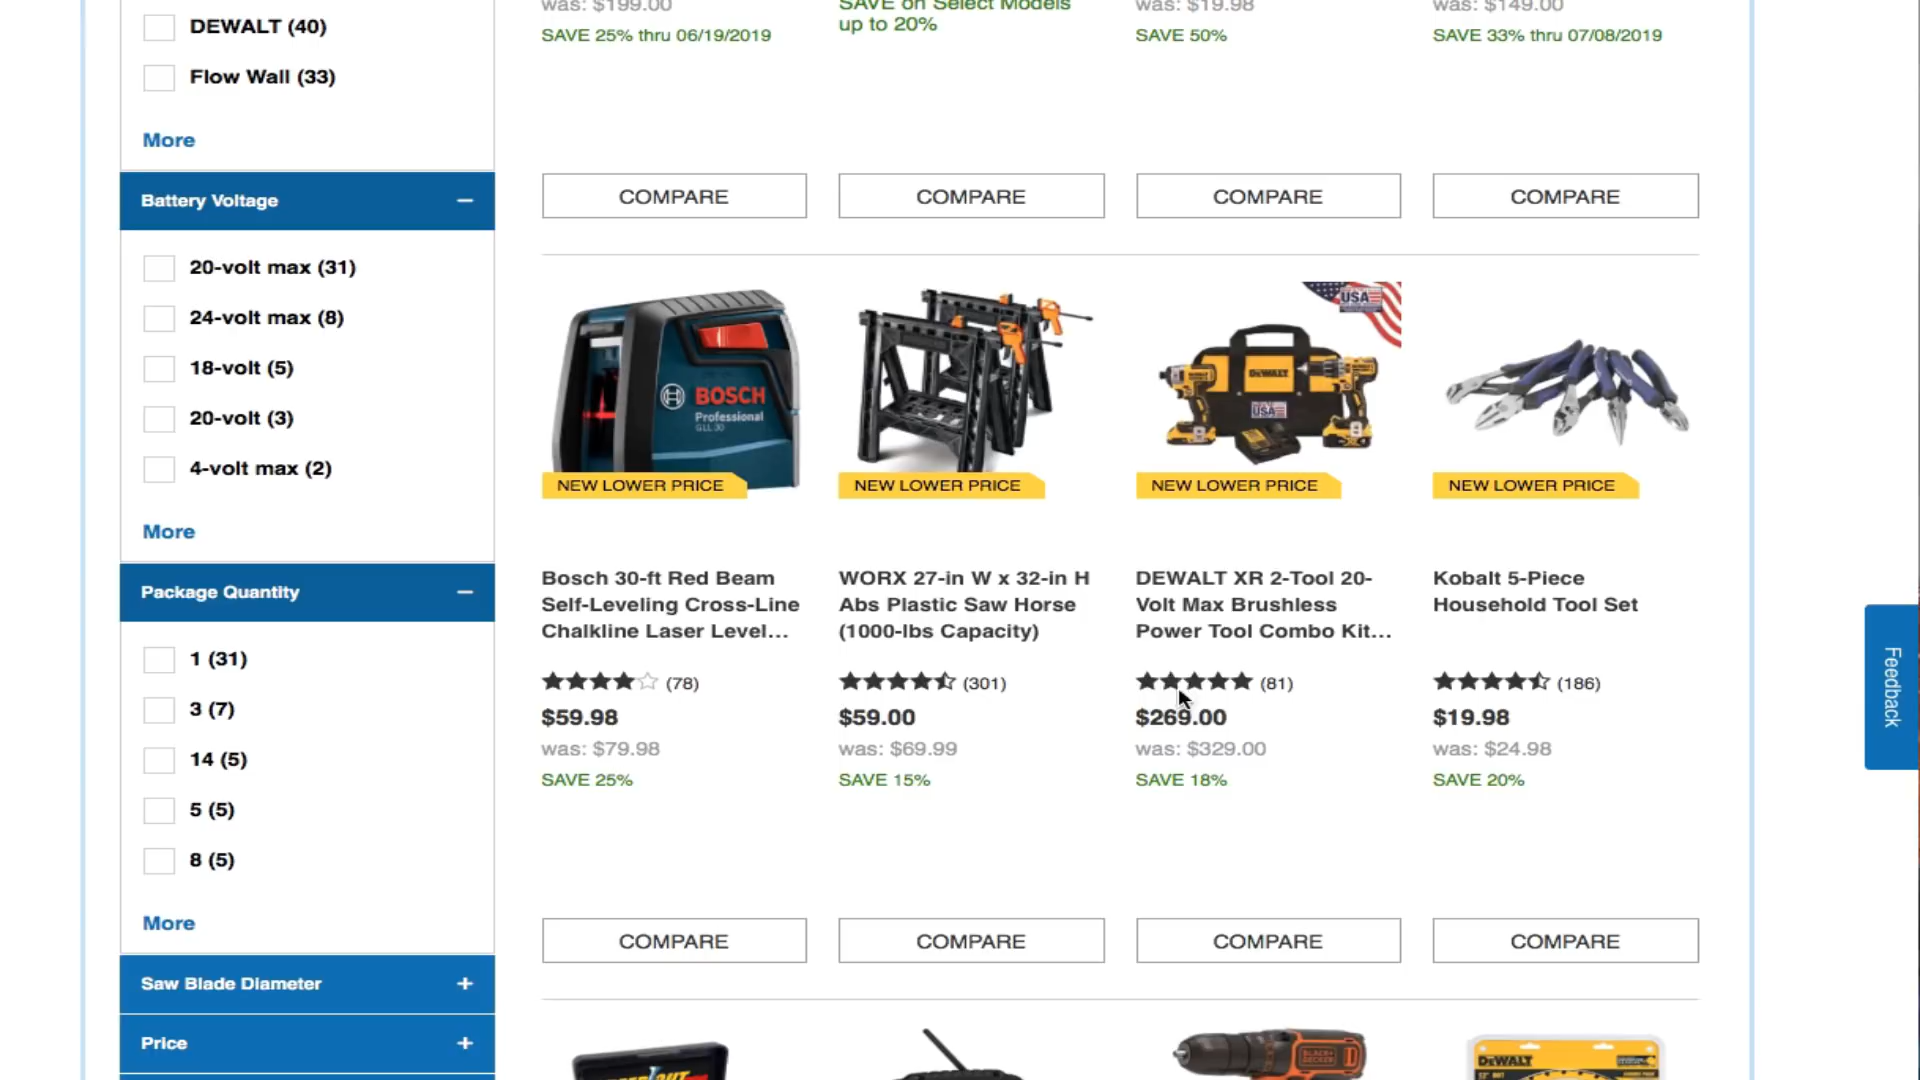 DEWALT (40)
Flow Wall (33)
More
Battery Voltage
20-volt max (31)
24-volt max (8)
18-volt (5)
20-volt (3)
4-volt max (2)
More
Package Quantity
1 (31)
3 (7)
14 (5)
5 (5)
8 (5)
More
Saw Blade Diameter
Price
was: $199.00
SAVE 25% thru 06/19/2019
SAVE on Select Models
up to 20%
was: $19.98
SAVE 50%
was: $149.00
SAVE 33% thru 07/08/2019
COMPARE
COMPARE
COMPARE
COMPARE
BOSCH
Professional
GLL 30
NEW LOWER PRICE
Bosch 30-ft Red Beam
Self-Leveling Cross-Line
Chalkline Laser Level...
(78)
$59.98
was: $79.98
SAVE 25%
COMPARE
NEW LOWER PRICE
WORX 27-in W x 32-in H
Abs Plastic Saw Horse
(1000-lbs Capacity)
(301)
$59.00
was: $69.99
SAVE 15%
COMPARE
USA
DEWALT
USA
NEW LOWER PRICE
DEWALT XR 2-Tool 20-
Volt Max Brushless
Power Tool Combo Kit...
(81)
$269.00
was: $329.00
SAVE 18%
COMPARE
NEW LOWER PRICE
Kobalt 5-Piece
Household Tool Set
(186)
$19.98
was: $24.98
SAVE 20%
COMPARE
BLACK+
DECKER
DEWALT
Feedback